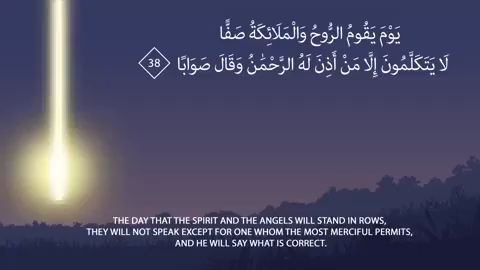 يَوْمَ يَقُومُ الرُّوحُ وَالْمَلَائِكَةُ صَفًّا
لَا يَتَكَلَّمُونَ إِلَّا مَنْ أَذِنَ لَهُ الرَّحْمَٰنُ وَقَالَ صَوَابًا 38
THE DAY THAT THE SPIRIT AND THE ANGELS WILL STAND IN ROWS,
THEY WILL NOT SPEAK EXCEPT FOR ONE WHOM THE MOST MERCIFUL PERMITS,
AND HE WILL SAY WHAT IS CORRECT.